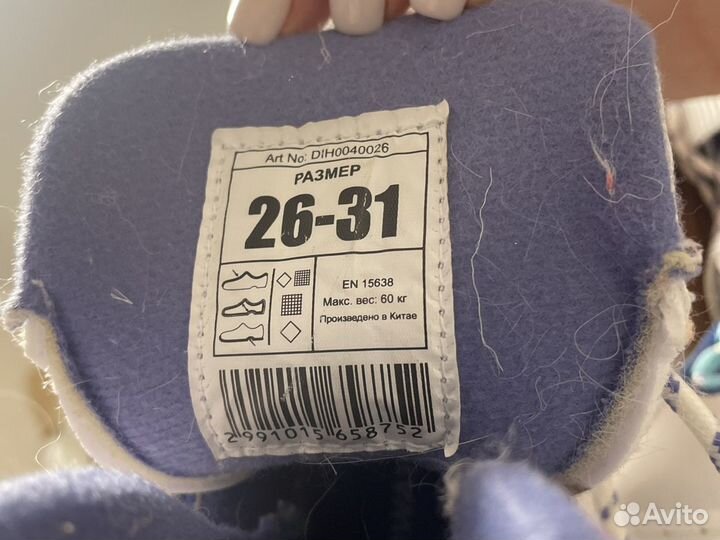 Art No: DIH0040026
РАЗМЕР
26-31
EN 15638
Макс. вес: 60 кг
Произведено в Китае
2991015658752
Avito